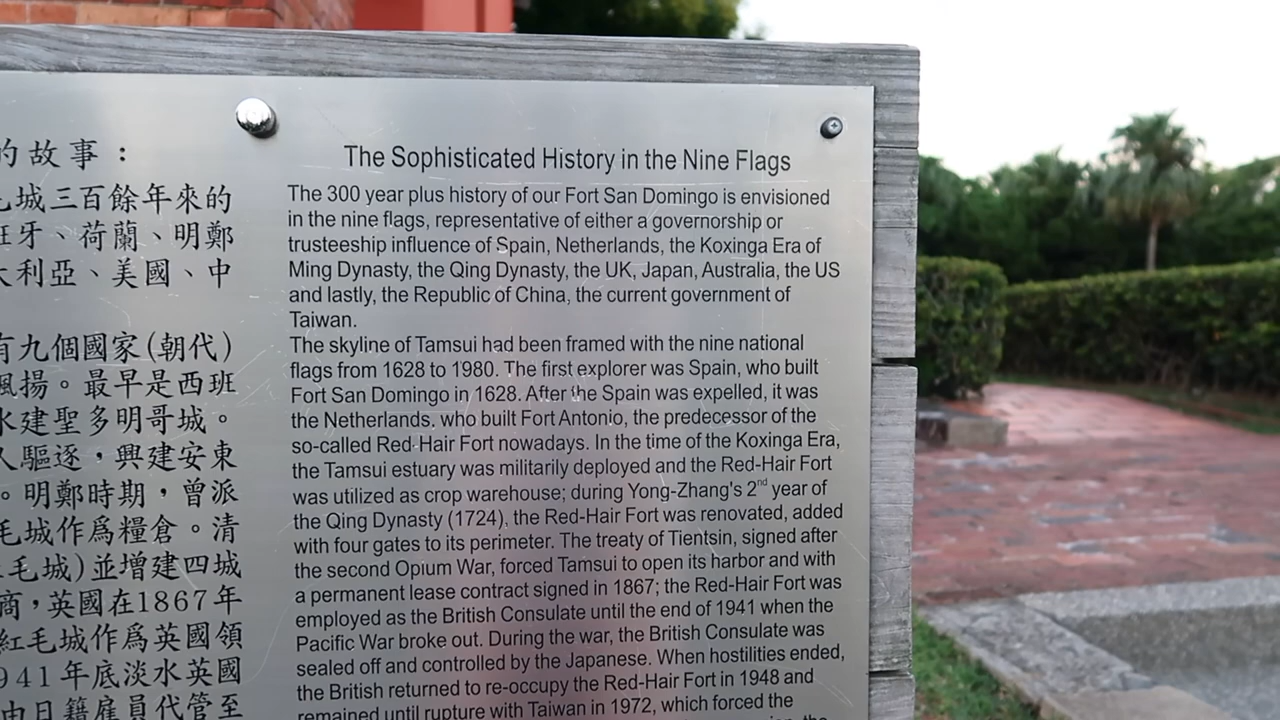 的故事：
城三百餘年來的
班牙、荷蘭、明鄭
大利亞、美國、中
有九個國家(朝代)
飄揚。最早是西班
水建聖多明哥城。
人驅逐，興建安東
。明鄭時期，曾派
毛城作為糧倉。清
毛城)並增建四城
商，英國在1867年
紅毛城作為英國領
941年底淡水英國
由日籍雇員代管至
The Sophisticated History in the Nine Flags
The 300 year plus history of our Fort San Domingo is envisioned
in the nine flags, representative of either a governorship or
trusteeship influence of Spain, Netherlands, the Koxinga Era of
Ming Dynasty, the Qing Dynasty, the UK, Japan, Australia, the US
and lastly, the Republic of China, the current government of
Taiwan.
The skyline of Tamsui had been framed with the nine national
flags from 1628 to 1980. The first explorer was Spain, who built
Fort San Domingo in 1628. After the Spain was expelled, it was
the Netherlands. who built Fort Antonio, the predecessor of the
so-called Red-Hair Fort nowadays. In the time of the Koxinga Era,
the Tamsui estuary was militarily deployed and the Red-Hair Fort
was utilized as crop warehouse; during Yong-Zhang's 2nd year of
the Qing Dynasty (1724), the Red-Hair Fort was renovated, added
with four gates to its perimeter. The treaty of Tientsin, signed after
the second Opium War, forced Tamsui to open its harbor and with
a permanent lease contract signed in 1867; the Red-Hair Fort was
employed as the British Consulate until the end of 1941 when the
Pacific War broke out. During the war, the British Consulate was
sealed off and controlled by the Japanese. When hostilities ended,
the British returned to re-occupy the Red-Hair Fort in 1948 and
remained until rupture with Taiwan in 1972, which forced the